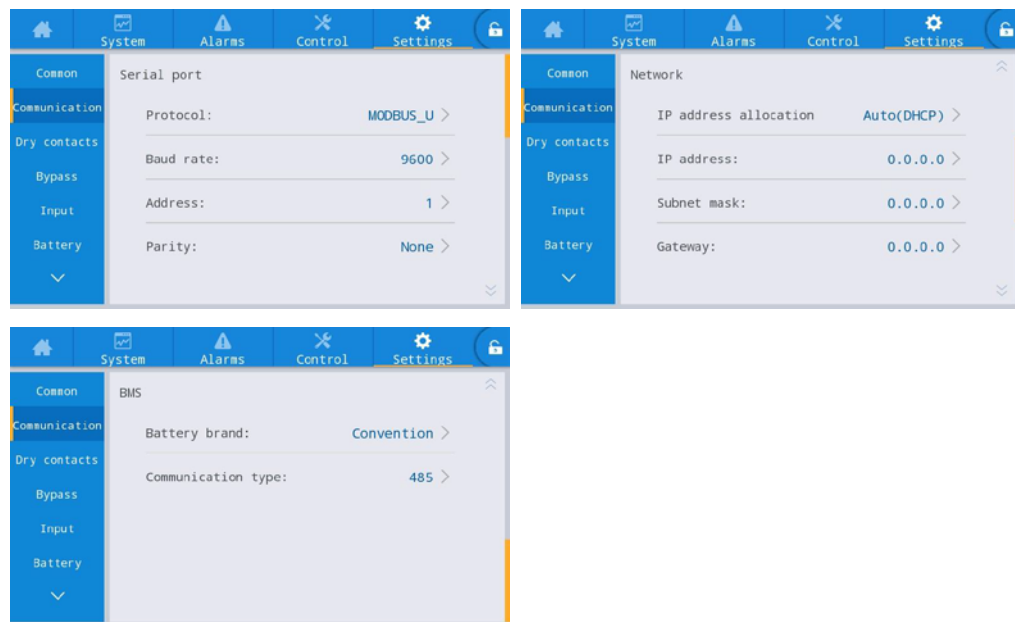 System Alarms Control Settings
Common
Communication
Dry contacts
Bypass
Input
Battery
Serial port
Protocol: MODBUS_U
Baud rate: 9600
Address: 1
Parity: None
System Alarms Control Settings
Common
Communication
Dry contacts
Bypass
Input
Battery
Network
IP address allocation Auto(DHCP)
IP address: 0.0.0.0
Subnet mask: 0.0.0.0
Gateway: 0.0.0.0
System Alarms Control Settings
Common
Communication
Dry contacts
Bypass
Input
Battery
BMS
Battery brand: Convention
Communication type: 485